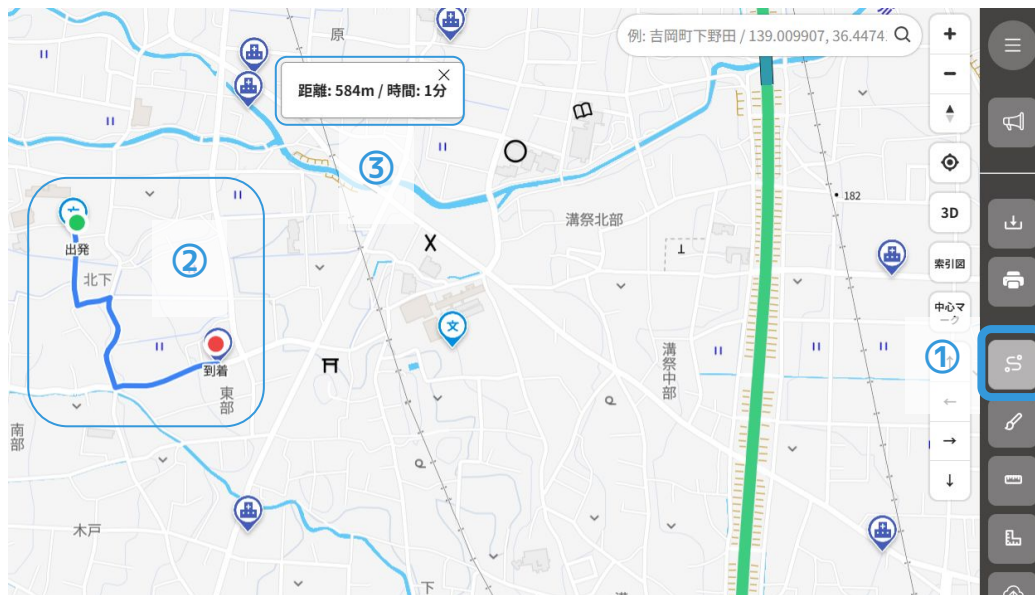 原
例: 吉岡町下野田 / 139.009907, 36.4474
距離: 584m / 時間: 1分
③
182
3D
溝祭北部
出発
②
北下
索引図
中心マ
ーク
①
文
文
溝祭中部
到着
東部
南部
木戸
下